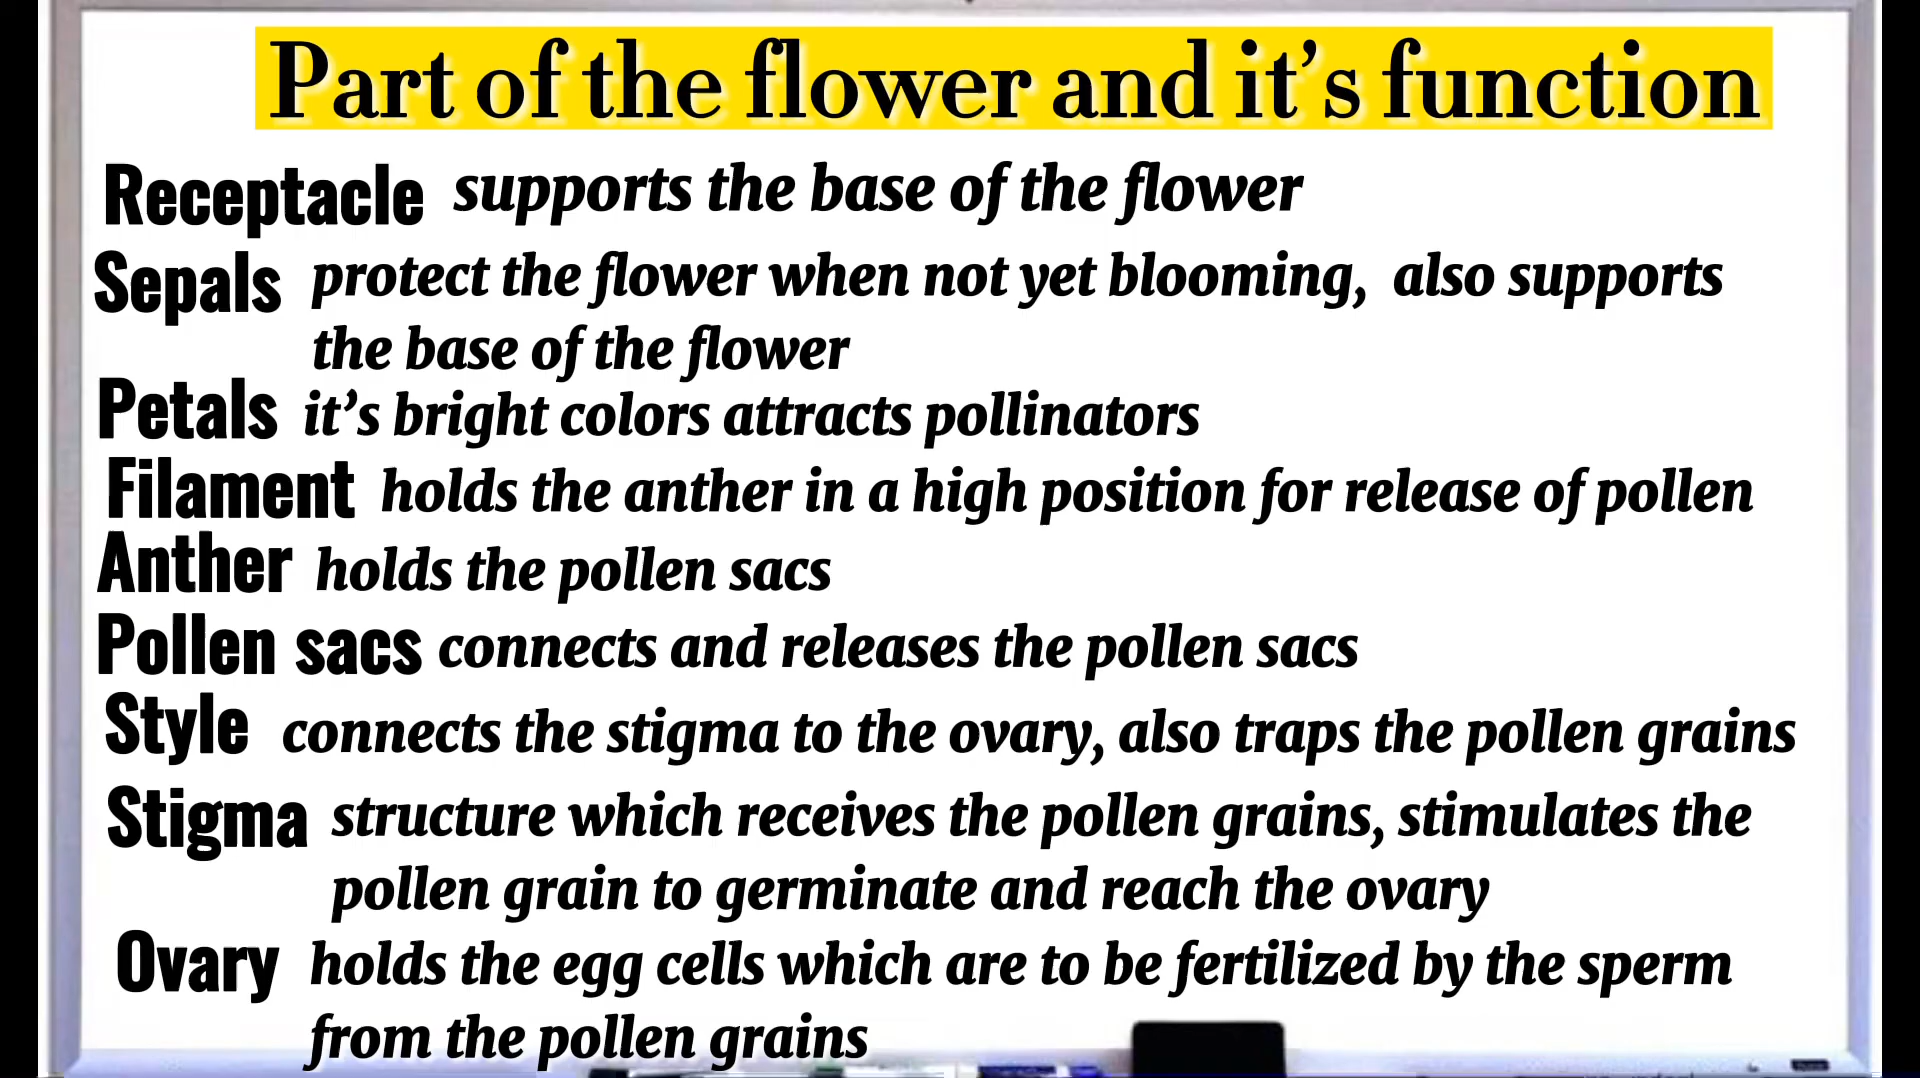 Part of the flower and it's function
Receptacle supports the base of the flower
Sepals protect the flower when not yet blooming, also supports
the base of the flower
Petals it's bright colors attracts pollinators
Filament holds the anther in a high position for release of pollen
Anther holds the pollen sacs
Pollen sacs connects and releases the pollen sacs
Style connects the stigma to the ovary, also traps the pollen grains
Stigma structure which receives the pollen grains, stimulates the
pollen grain to germinate and reach the ovary
Ovary holds the egg cells which are to be fertilized by the sperm
from the pollen grains